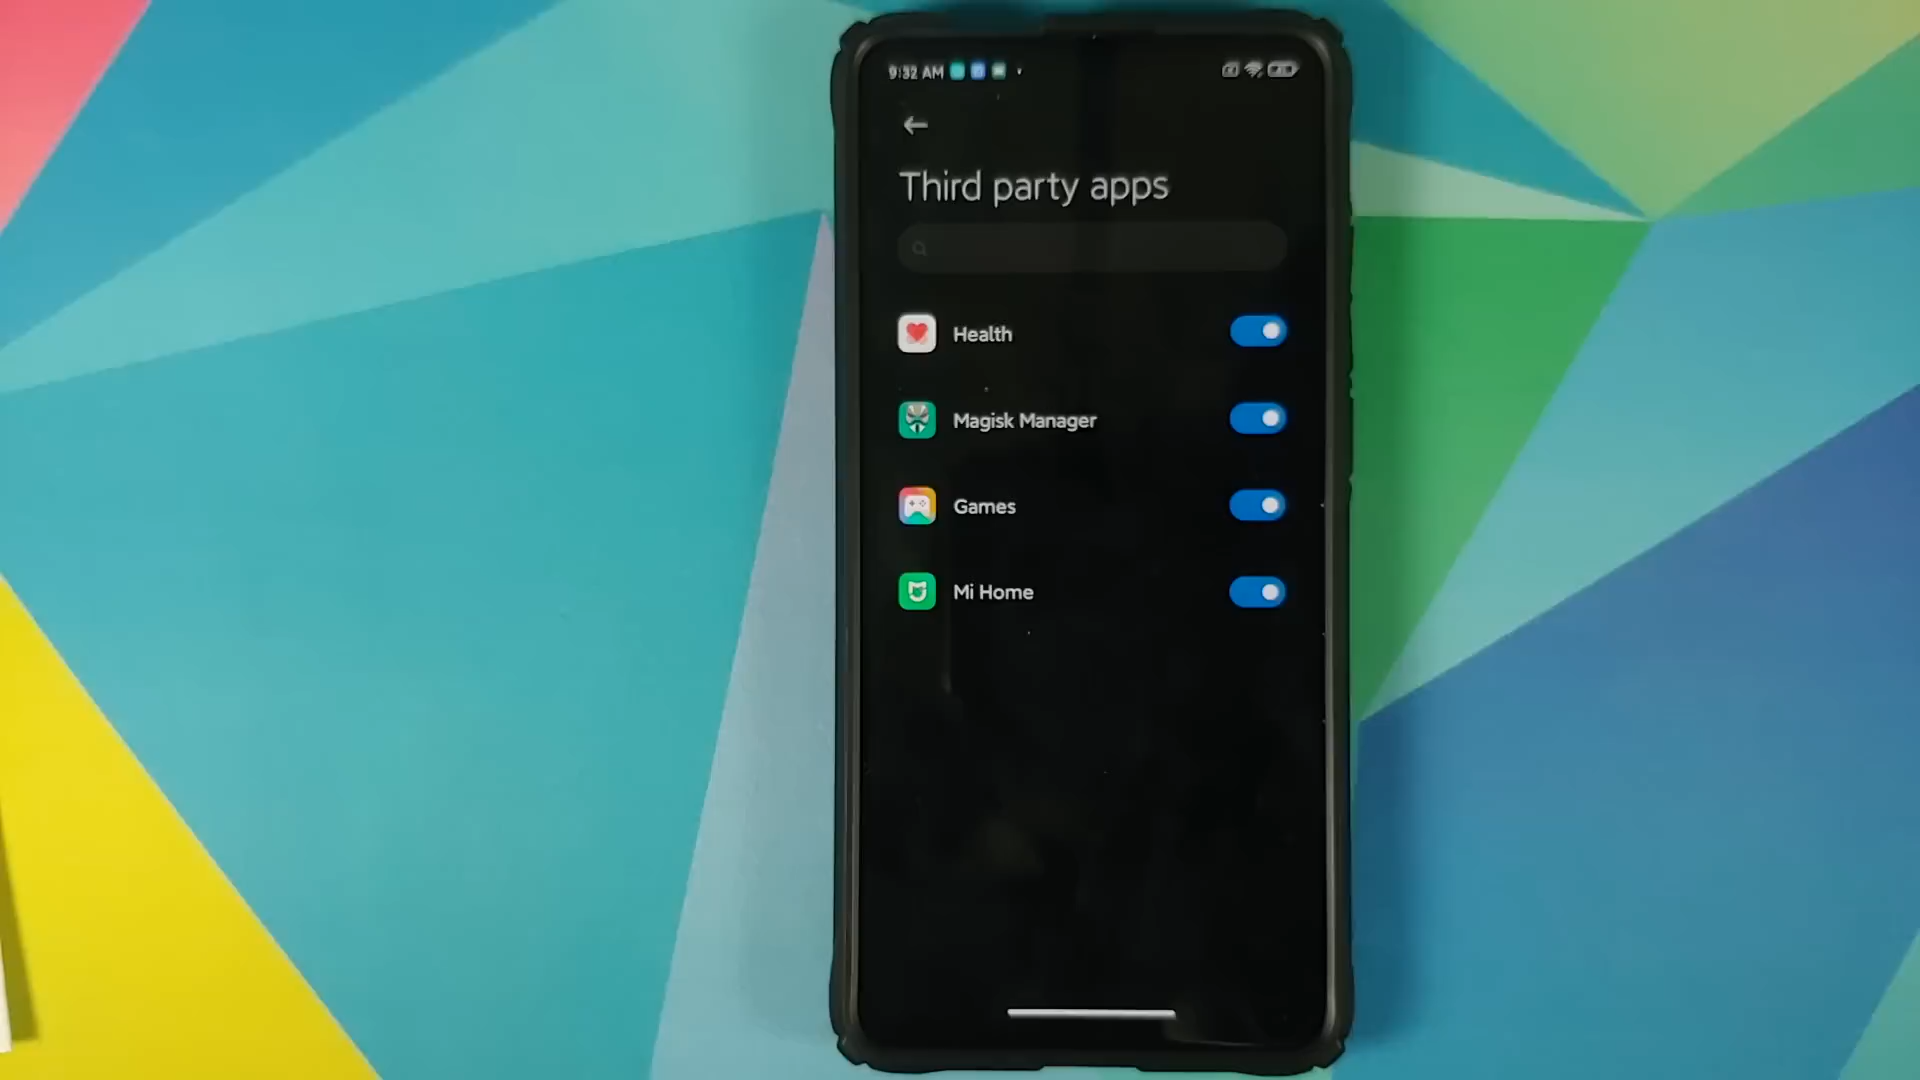 9:32 AM
Third party apps
Health
Magisk Manager
Games
Mi Home